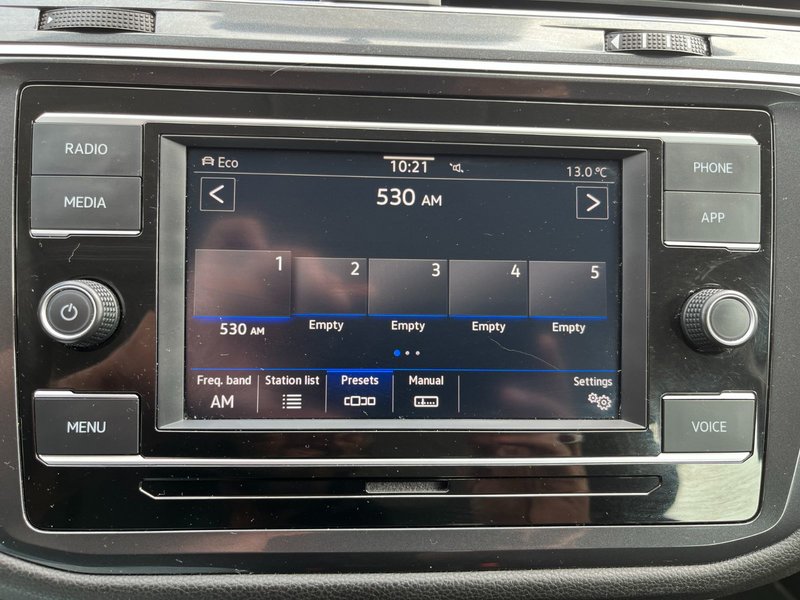 RADIO
MEDIA
MENU
Eco
10:21
13.0 °C
<
530 AM
>
1
2
3
4
5
530 AM
Empty
Empty
Empty
Empty
Freq. band
AM
Station list
Presets
Manual
Settings
PHONE
APP
VOICE